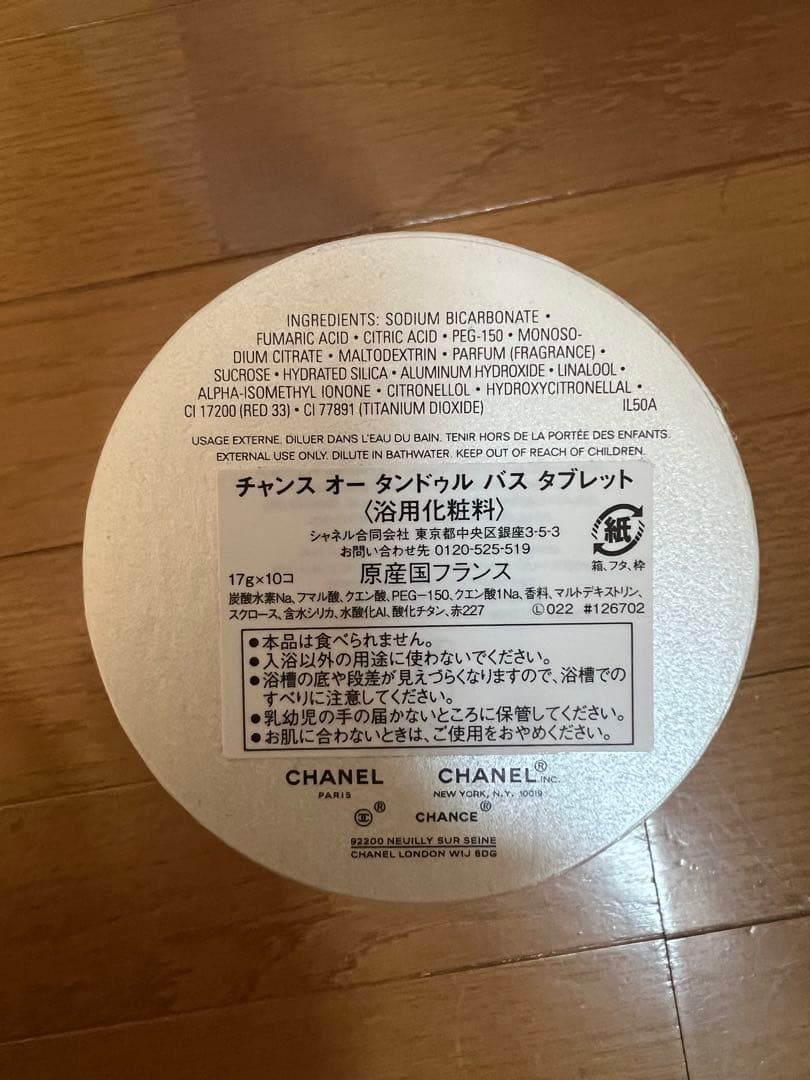 INGREDIENTS: SODIUM BICARBONATE •
FUMARIC ACID • CITRIC ACID • PEG-150 • MONOSO-
DIUM CITRATE • MALTODEXTRIN • PARFUM (FRAGRANCE) •
SUCROSE • HYDRATED SILICA • ALUMINUM HYDROXIDE • LINALOOL •
ALPHA-ISOMETHYL IONONE • CITRONELLOL • HYDROXYCITRONELLAL •
CI 17200 (RED 33) • CI 77891 (TITANIUM DIOXIDE) IL50A
USAGE EXTERNE. DILUER DANS L'EAU DU BAIN. TENIR HORS DE LA PORTÉE DES ENFANTS.
EXTERNAL USE ONLY. DILUTE IN BATHWATER. KEEP OUT OF REACH OF CHILDREN.
チャンス オー タンドゥル バス タブレット
〈浴用化粧料〉
シャネル合同会社 東京都中央区銀座3-5-3
お問い合わせ先 0120-525-519
紙
箱、フタ、枠
17g×10コ 原産国フランス
炭酸水素Na、フマル酸、クエン酸、PEG-150、クエン酸1Na、香料、マルトデキストリン、
スクロース、含水シリカ、水酸化Al、酸化チタン、赤227 Ⓛ022 #126702
●本品は食べられません。
●入浴以外の用途に使わないでください。
●浴槽の底や段差が見えづらくなりますので、浴槽での
すべりに注意してください。
●乳幼児の手の届かないところに保管してください。
●お肌に合わないときは、ご使用をおやめください。
CHANEL CHANEL® INC.
PARIS NEW YORK, N.Y. 10019
® CHANCE®
92200 NEUILLY SUR SEINE
CHANEL LONDON W1J 6DG